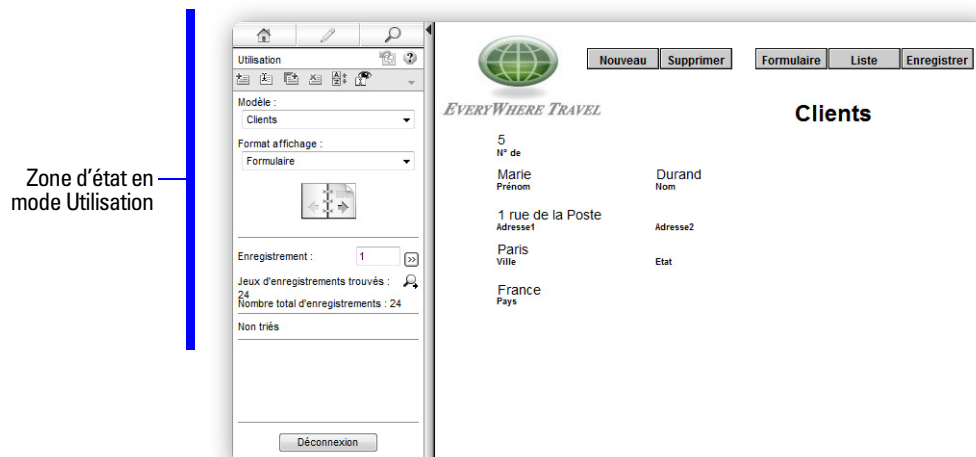 Zone d'état en
mode Utilisation
Utilisation
Modèle :
Clients
Format affichage :
Formulaire
Enregistrement :
1
Jeux d'enregistrements trouvés :
24
Nombre total d'enregistrements : 24
Non triés
Déconnexion
EVERYWHERE TRAVEL
Nouveau
Supprimer
Formulaire
Liste
Enregistrer
Clients
5
N° de
Marie
Durand
Prénom
Nom
1 rue de la Poste
Adresse1
Adresse2
Paris
Ville
Etat
France
Pays